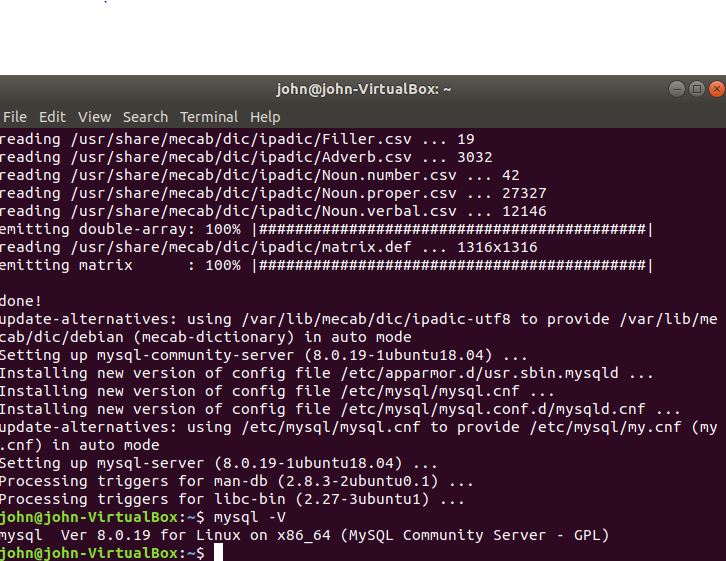 john@john-VirtualBox: ~
File Edit View Search Terminal Help
reading /usr/share/mecab/dic/ipadic/Filler.csv ... 19
reading /usr/share/mecab/dic/ipadic/Adverb.csv ... 3032
reading /usr/share/mecab/dic/ipadic/Noun.number.csv ... 42
reading /usr/share/mecab/dic/ipadic/Noun.proper.csv ... 27327
reading /usr/share/mecab/dic/ipadic/Noun.verbal.csv ... 12146
emitting double-array: 100% |###########################################|
reading /usr/share/mecab/dic/ipadic/matrix.def ... 1316x1316
emitting matrix      : 100% |###########################################|
done!
update-alternatives: using /var/lib/mecab/dic/ipadic-utf8 to provide /var/lib/me
cab/dic/debian (mecab-dictionary) in auto mode
Setting up mysql-community-server (8.0.19-1ubuntu18.04) ...
Installing new version of config file /etc/apparmor.d/usr.sbin.mysqld ...
Installing new version of config file /etc/mysql/mysql.cnf ...
Installing new version of config file /etc/mysql/mysql.conf.d/mysqld.cnf ...
update-alternatives: using /etc/mysql/mysql.cnf to provide /etc/mysql/my.cnf (my
.cnf) in auto mode
Setting up mysql-server (8.0.19-1ubuntu18.04) ...
Processing triggers for man-db (2.8.3-2ubuntu0.1) ...
Processing triggers for libc-bin (2.27-3ubuntu1) ...
john@john-VirtualBox:~$ mysql -V
mysql  Ver 8.0.19 for Linux on x86_64 (MySQL Community Server - GPL)
john@john-VirtualBox:~$